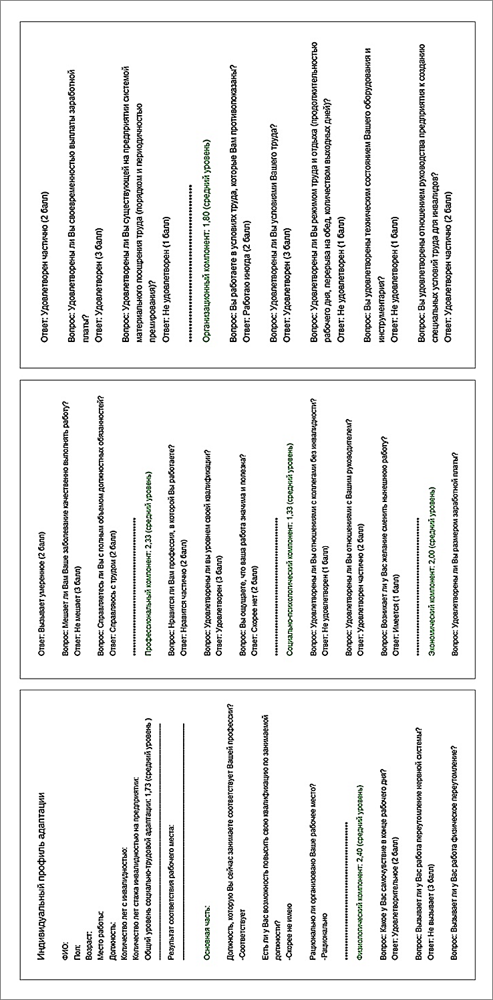 Индивидуальный профиль адаптации
ФИО:
Пол:
Возраст:
Место работы:
Должность:
Количество лет с инвалидностью:
Количество лет стажа инвалидностью на предприятии:
Общий уровень социально-трудовой адаптации: 1,73 (средний уровень )
Результат соответствия рабочего места:
Основная часть:
Должность, которую Вы сейчас занимаете соответствует Вашей профессии?
-Соответствует
Есть ли у Вас возможность повысить свою квалификацию по занимаемой
должности?
-Скорее не имею
Рационально ли организовано Ваше рабочее место?
-Рационально
Физиологический компонент: 2,40 (средний уровень)
Вопрос: Какое у Вас самочувствие в конце рабочего дня?
Ответ: Удовлетворительное (2 балл)
Вопрос: Вызывает ли у Вас работа переутомление нервной системы?
Ответ: Не вызывает (3 балл)
Вопрос: Вызывает ли у Вас работа физическое переутомление?
Ответ: Вызывает умеренное (2 балл)
Вопрос: Мешает ли Вам Ваше заболевание качественно выполнять работу?
Ответ: Не мешает (3 балл)
Вопрос: Справляетесь ли Вы с полным объемом должностных обязанностей?
Ответ: Справляюсь с трудом (2 балл)
Профессиональный компонент: 2,33 (средний уровень)
Вопрос: Нравится ли Вам профессия, в которой Вы работаете?
Ответ: Нравится частично (2 балл)
Вопрос: Удовлетворены ли вы уровнем своей квалификации?
Ответ: Удовлетворен (3 балл)
Вопрос: Вы ощущаете, что ваша работа значима и полезна?
Ответ: Скорее нет (2 балл)
Социально-психологический компонент: 1,33 (средний уровень)
Вопрос: Удовлетворены ли Вы отношениями с коллегами без инвалидности?
Ответ: Не удовлетворен (1 балл)
Вопрос: Удовлетворены ли Вы отношениями с Вашим руководителем?
Ответ: Удовлетворен частично (2 балл)
Вопрос: Возникает ли у Вас желание сменить нынешнюю работу?
Ответ: Имеется (1 балл)
Экономический компонент: 2,00 (средний уровень)
Вопрос: Удовлетворены ли Вы размером заработной платы?
Ответ: Удовлетворен частично (2 балл)
Вопрос: Удовлетворены ли Вы своевременностью выплаты заработной
платы?
Ответ: Удовлетворен (3 балл)
Вопрос: Удовлетворены ли Вы существующей на предприятии системой
материального поощрения труда (порядком и периодичностью
премирования)?
Ответ: Не удовлетворен (1 балл)
Организационный компонент: 1,80 (средний уровень)
Вопрос: Вы работаете в условиях труда, которые Вам противопоказаны?
Ответ: Работаю иногда (2 балл)
Вопрос: Удовлетворены ли Вы условиями Вашего труда?
Ответ: Удовлетворен (3 балл)
Вопрос: Удовлетворены ли Вы режимом труда и отдыха (продолжительностью
рабочего дня, перерыва на обед, количеством выходных дней)?
Ответ: Не удовлетворен (1 балл)
Вопрос: Вы удовлетворены техническим состоянием Вашего оборудования и
инструментария?
Ответ: Не удовлетворен (1 балл)
Вопрос: Вы удовлетворены отношением руководства предприятия к созданию
специальных условий труда для инвалидов?
Ответ: Удовлетворен частично (2 балл)